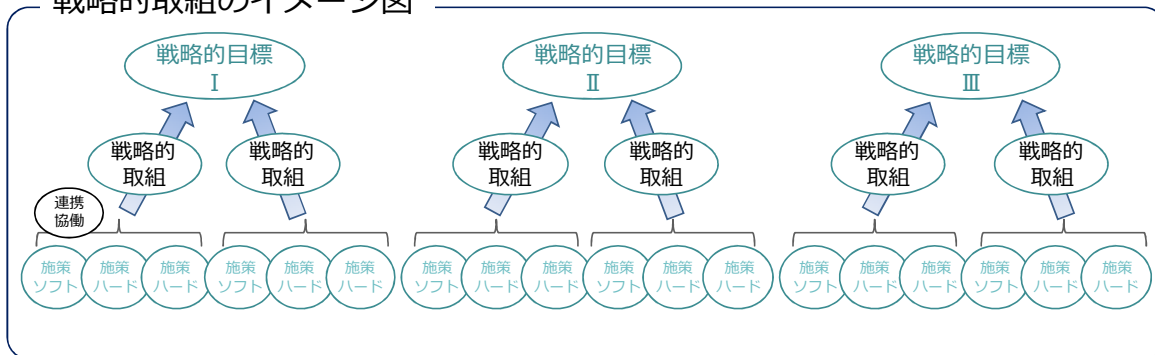 戦略的取組のイメージ図
戦略的目標
Ⅰ
戦略的目標
Ⅱ
戦略的目標
Ⅲ
戦略的
取組
戦略的
取組
戦略的
取組
戦略的
取組
戦略的
取組
戦略的
取組
連携
協働
施策
ソフト
施策
ハード
施策
ハード
施策
ソフト
施策
ハード
施策
ハード
施策
ソフト
施策
ハード
施策
ハード
施策
ソフト
施策
ハード
施策
ハード
施策
ソフト
施策
ハード
施策
ハード
施策
ソフト
施策
ハード
施策
ハード